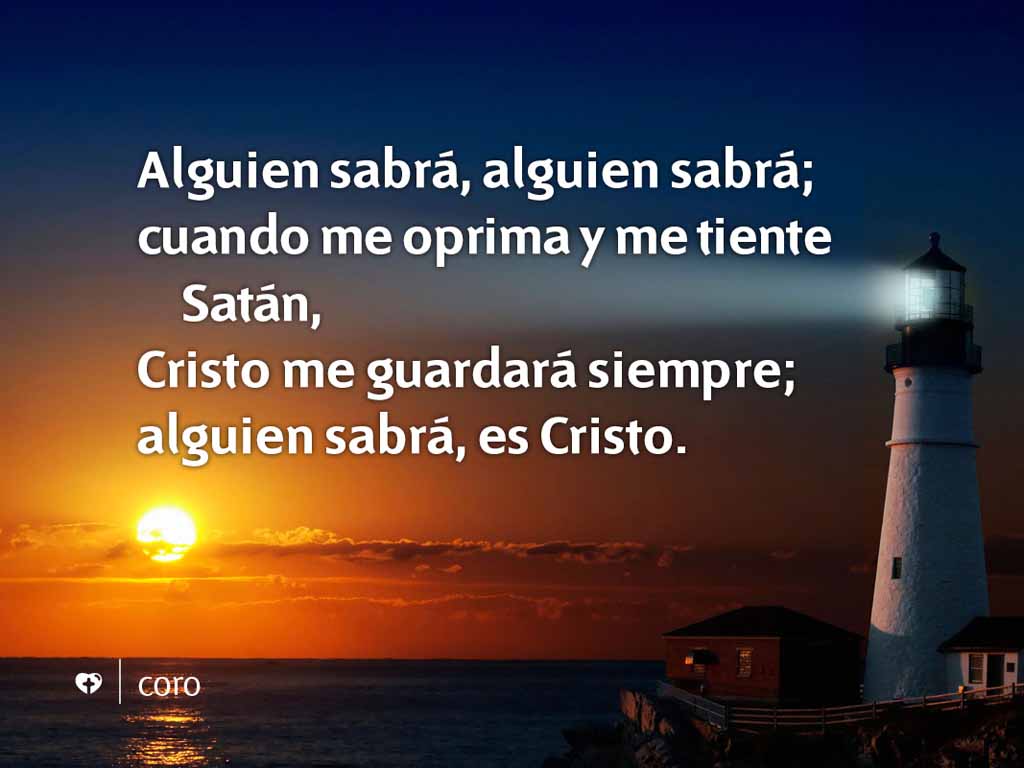 Alguien sabrá, alguien sabrá;
cuando me oprima y me tiente
Satán,
Cristo me guardará siempre;
alguien sabrá, es Cristo.
coro